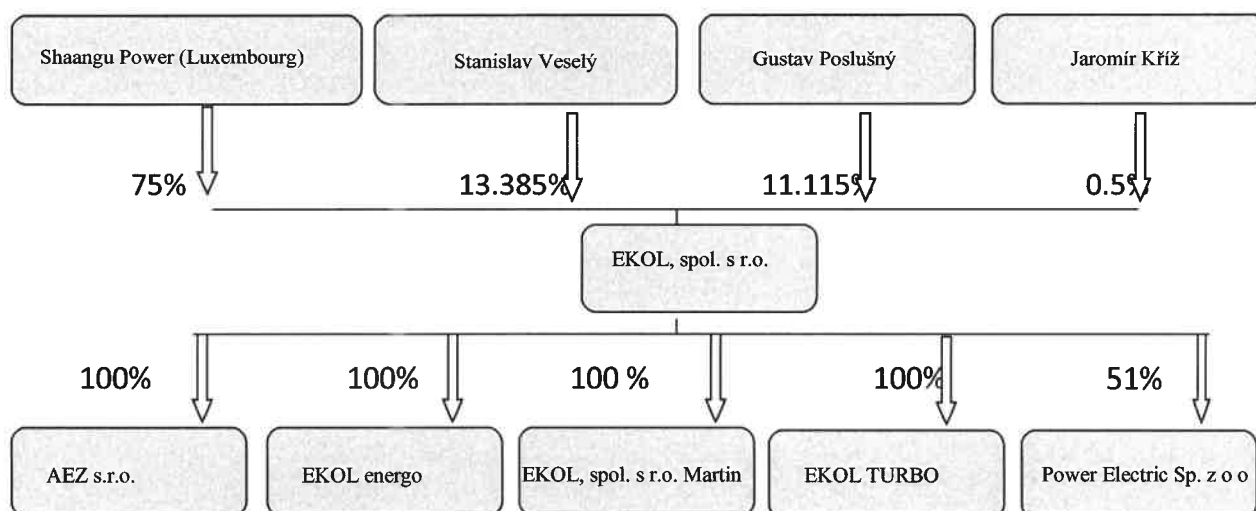 Shaangu Power (Luxembourg)
Stanislav Veselý
Gustav Poslušný
Jaromír Kříž
75%
13.385%
11.115%
0.5%
EKOL, spol. s r.o.
100%
100%
100 %
100%
51%
AEZ s.r.o.
EKOL energo
EKOL, spol. s r.o. Martin
EKOL TURBO
Power Electric Sp. z o o